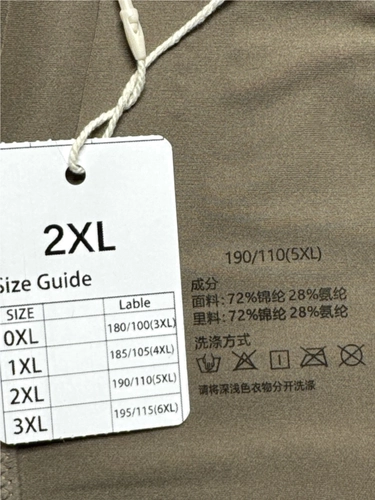 2XL
Size Guide
SIZE Lable
0XL 180/100(3XL)
1XL 185/105(4XL)
2XL 190/110(5XL)
3XL 195/115(6XL)
190/110(5XL)
成分
面料: 72%锦纶 28%氨纶
里料: 72%锦纶 28%氨纶
洗涤方式
请将深浅色衣物分开洗涤